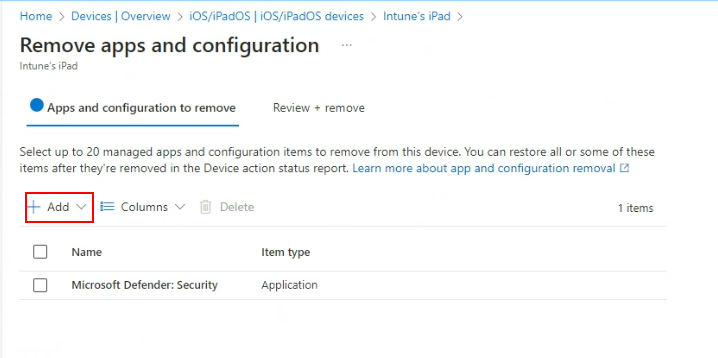 Home > Devices | Overview > iOS/iPadOS | iOS/iPadOS devices > Intune's iPad >
Remove apps and configuration ...
Intune's iPad
Apps and configuration to remove Review + remove
Select up to 20 managed apps and configuration items to remove from this device. You can restore all or some of these
items after they're removed in the Device action status report. Learn more about app and configuration removal
+ Add Columns Delete 1 items
Name Item type
Microsoft Defender: Security Application